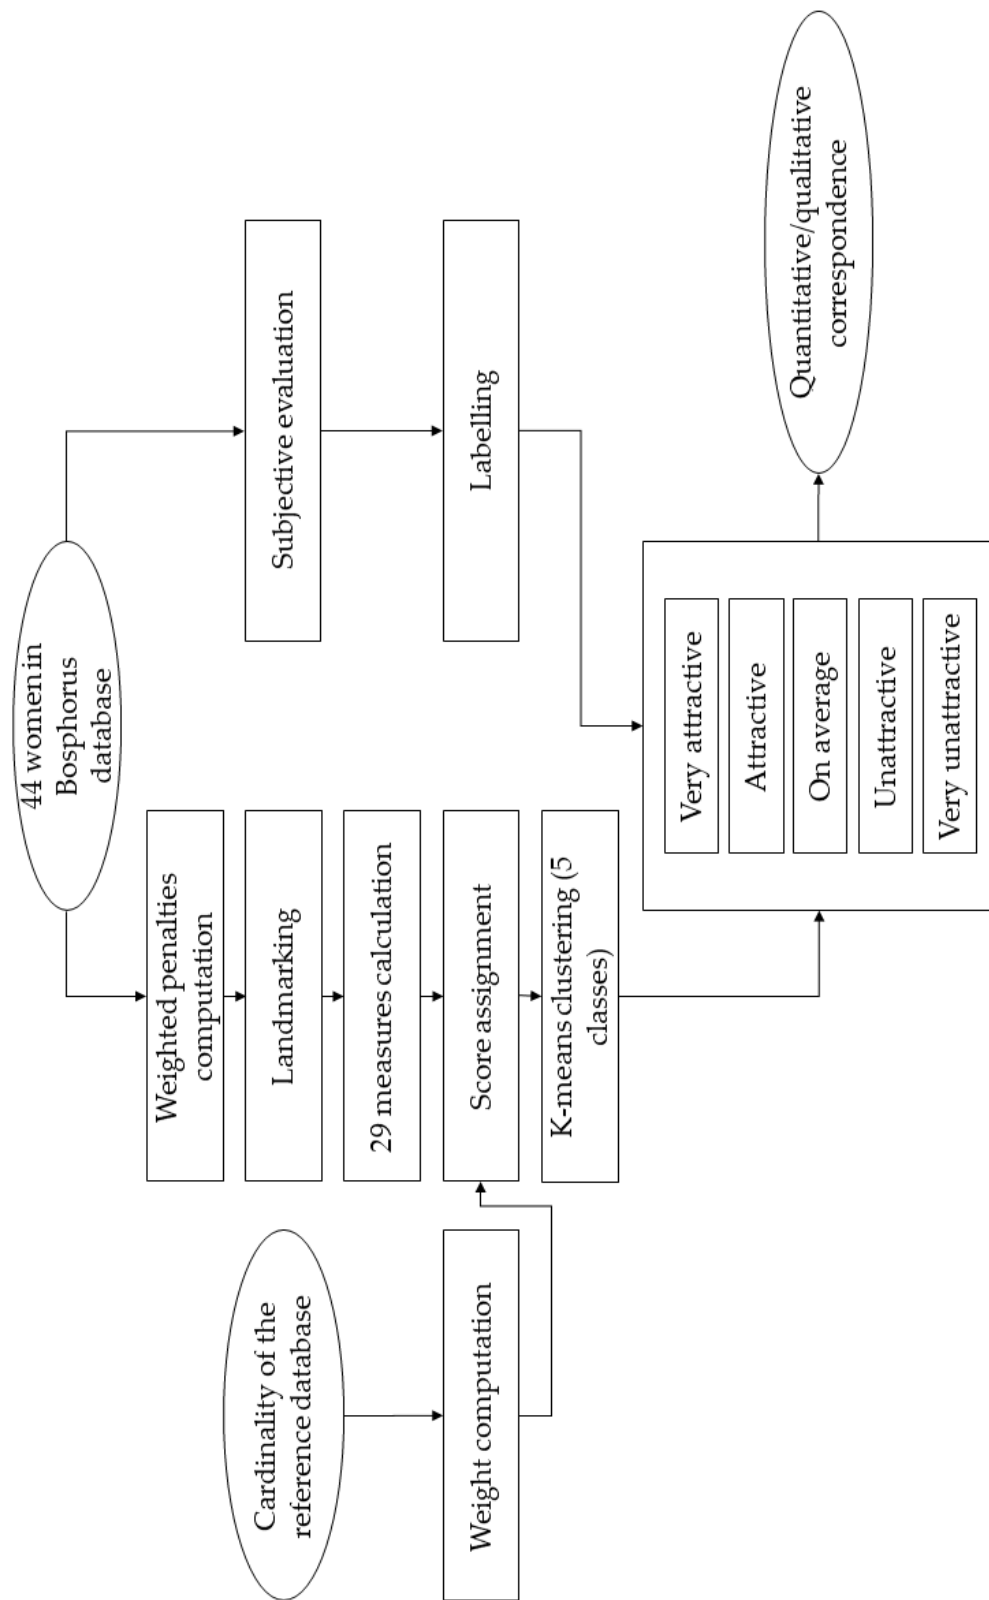 44 women in
Bosphorus
database
Weighted penalties
computation
Landmarking
29 measures calculation
Score assignment
K-means clustering (5
classes)
Cardinality of the
reference database
Weight computation
Subjective evaluation
Labelling
Very attractive
Attractive
On average
Unattractive
Very unattractive
Quantitative/qualitative
correspondence